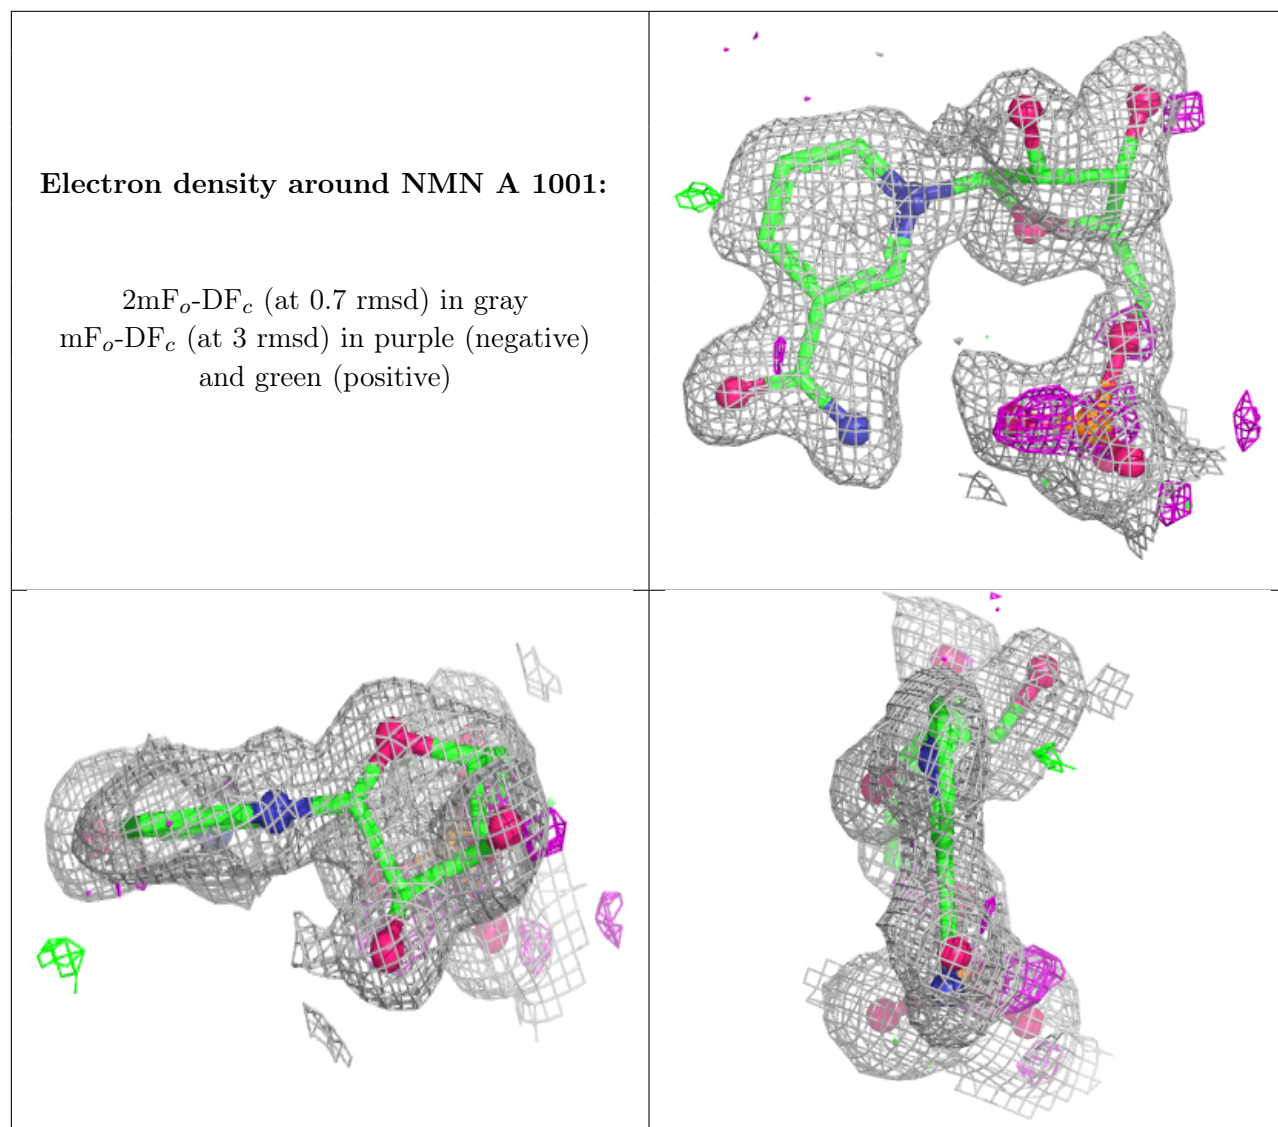 Electron density around NMN A 1001:
2mFₒ-DF𝒸 (at 0.7 rmsd) in gray
mFₒ-DF𝒸 (at 3 rmsd) in purple (negative)
and green (positive)